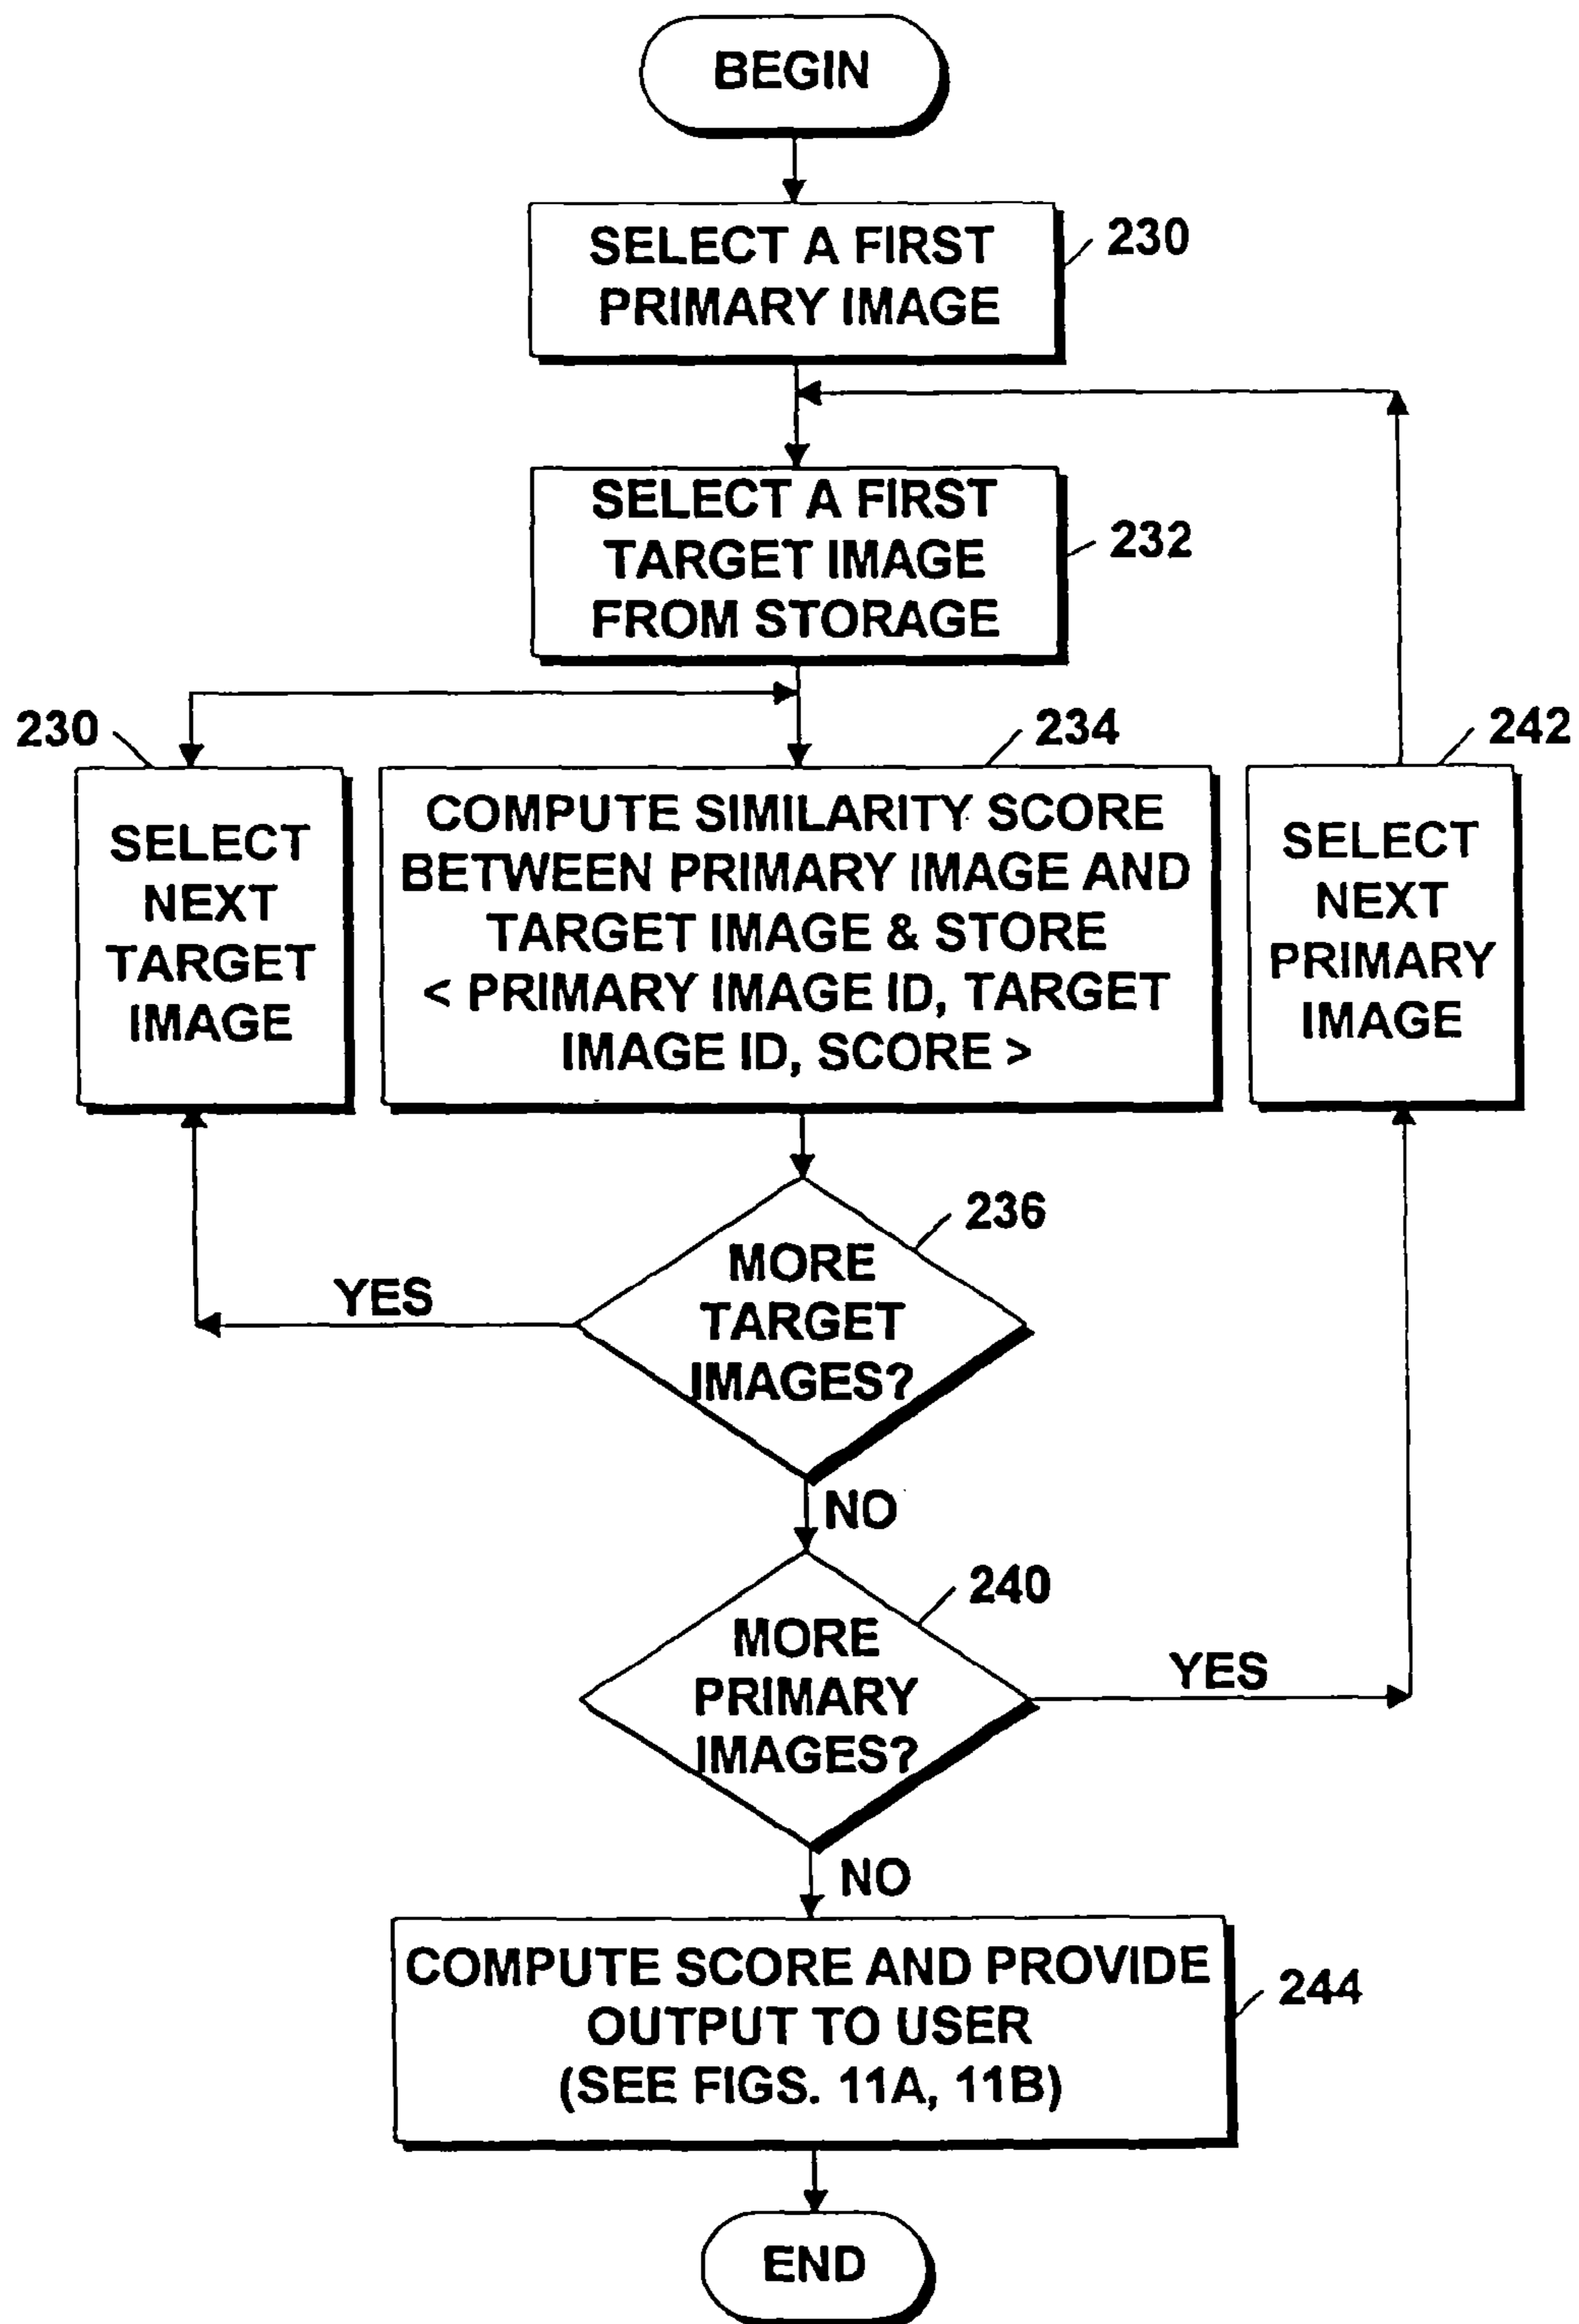 BEGIN
SELECT A FIRST
PRIMARY IMAGE
230
SELECT A FIRST
TARGET IMAGE
FROM STORAGE
232
230
SELECT
NEXT
TARGET
IMAGE
234
COMPUTE SIMILARITY SCORE
BETWEEN PRIMARY IMAGE AND
TARGET IMAGE & STORE
< PRIMARY IMAGE ID, TARGET
IMAGE ID, SCORE >
242
SELECT
NEXT
PRIMARY
IMAGE
236
MORE
TARGET
IMAGES?
YES
NO
240
MORE
PRIMARY
IMAGES?
YES
NO
COMPUTE SCORE AND PROVIDE
OUTPUT TO USER
(SEE FIGS. 11A, 11B)
244
END